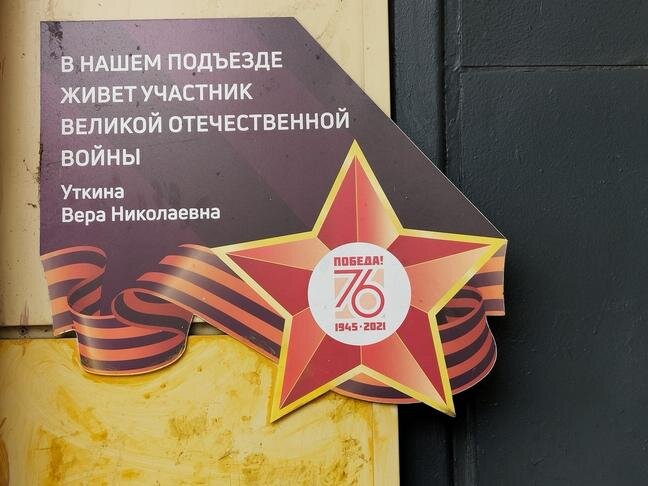 В НАШЕМ ПОДЪЕЗДЕ
ЖИВЕТ УЧАСТНИК
ВЕЛИКОЙ ОТЕЧЕСТВЕННОЙ
ВОЙНЫ
Уткина
Вера Николаевна
ПОБЕДА!
76
1945-2021